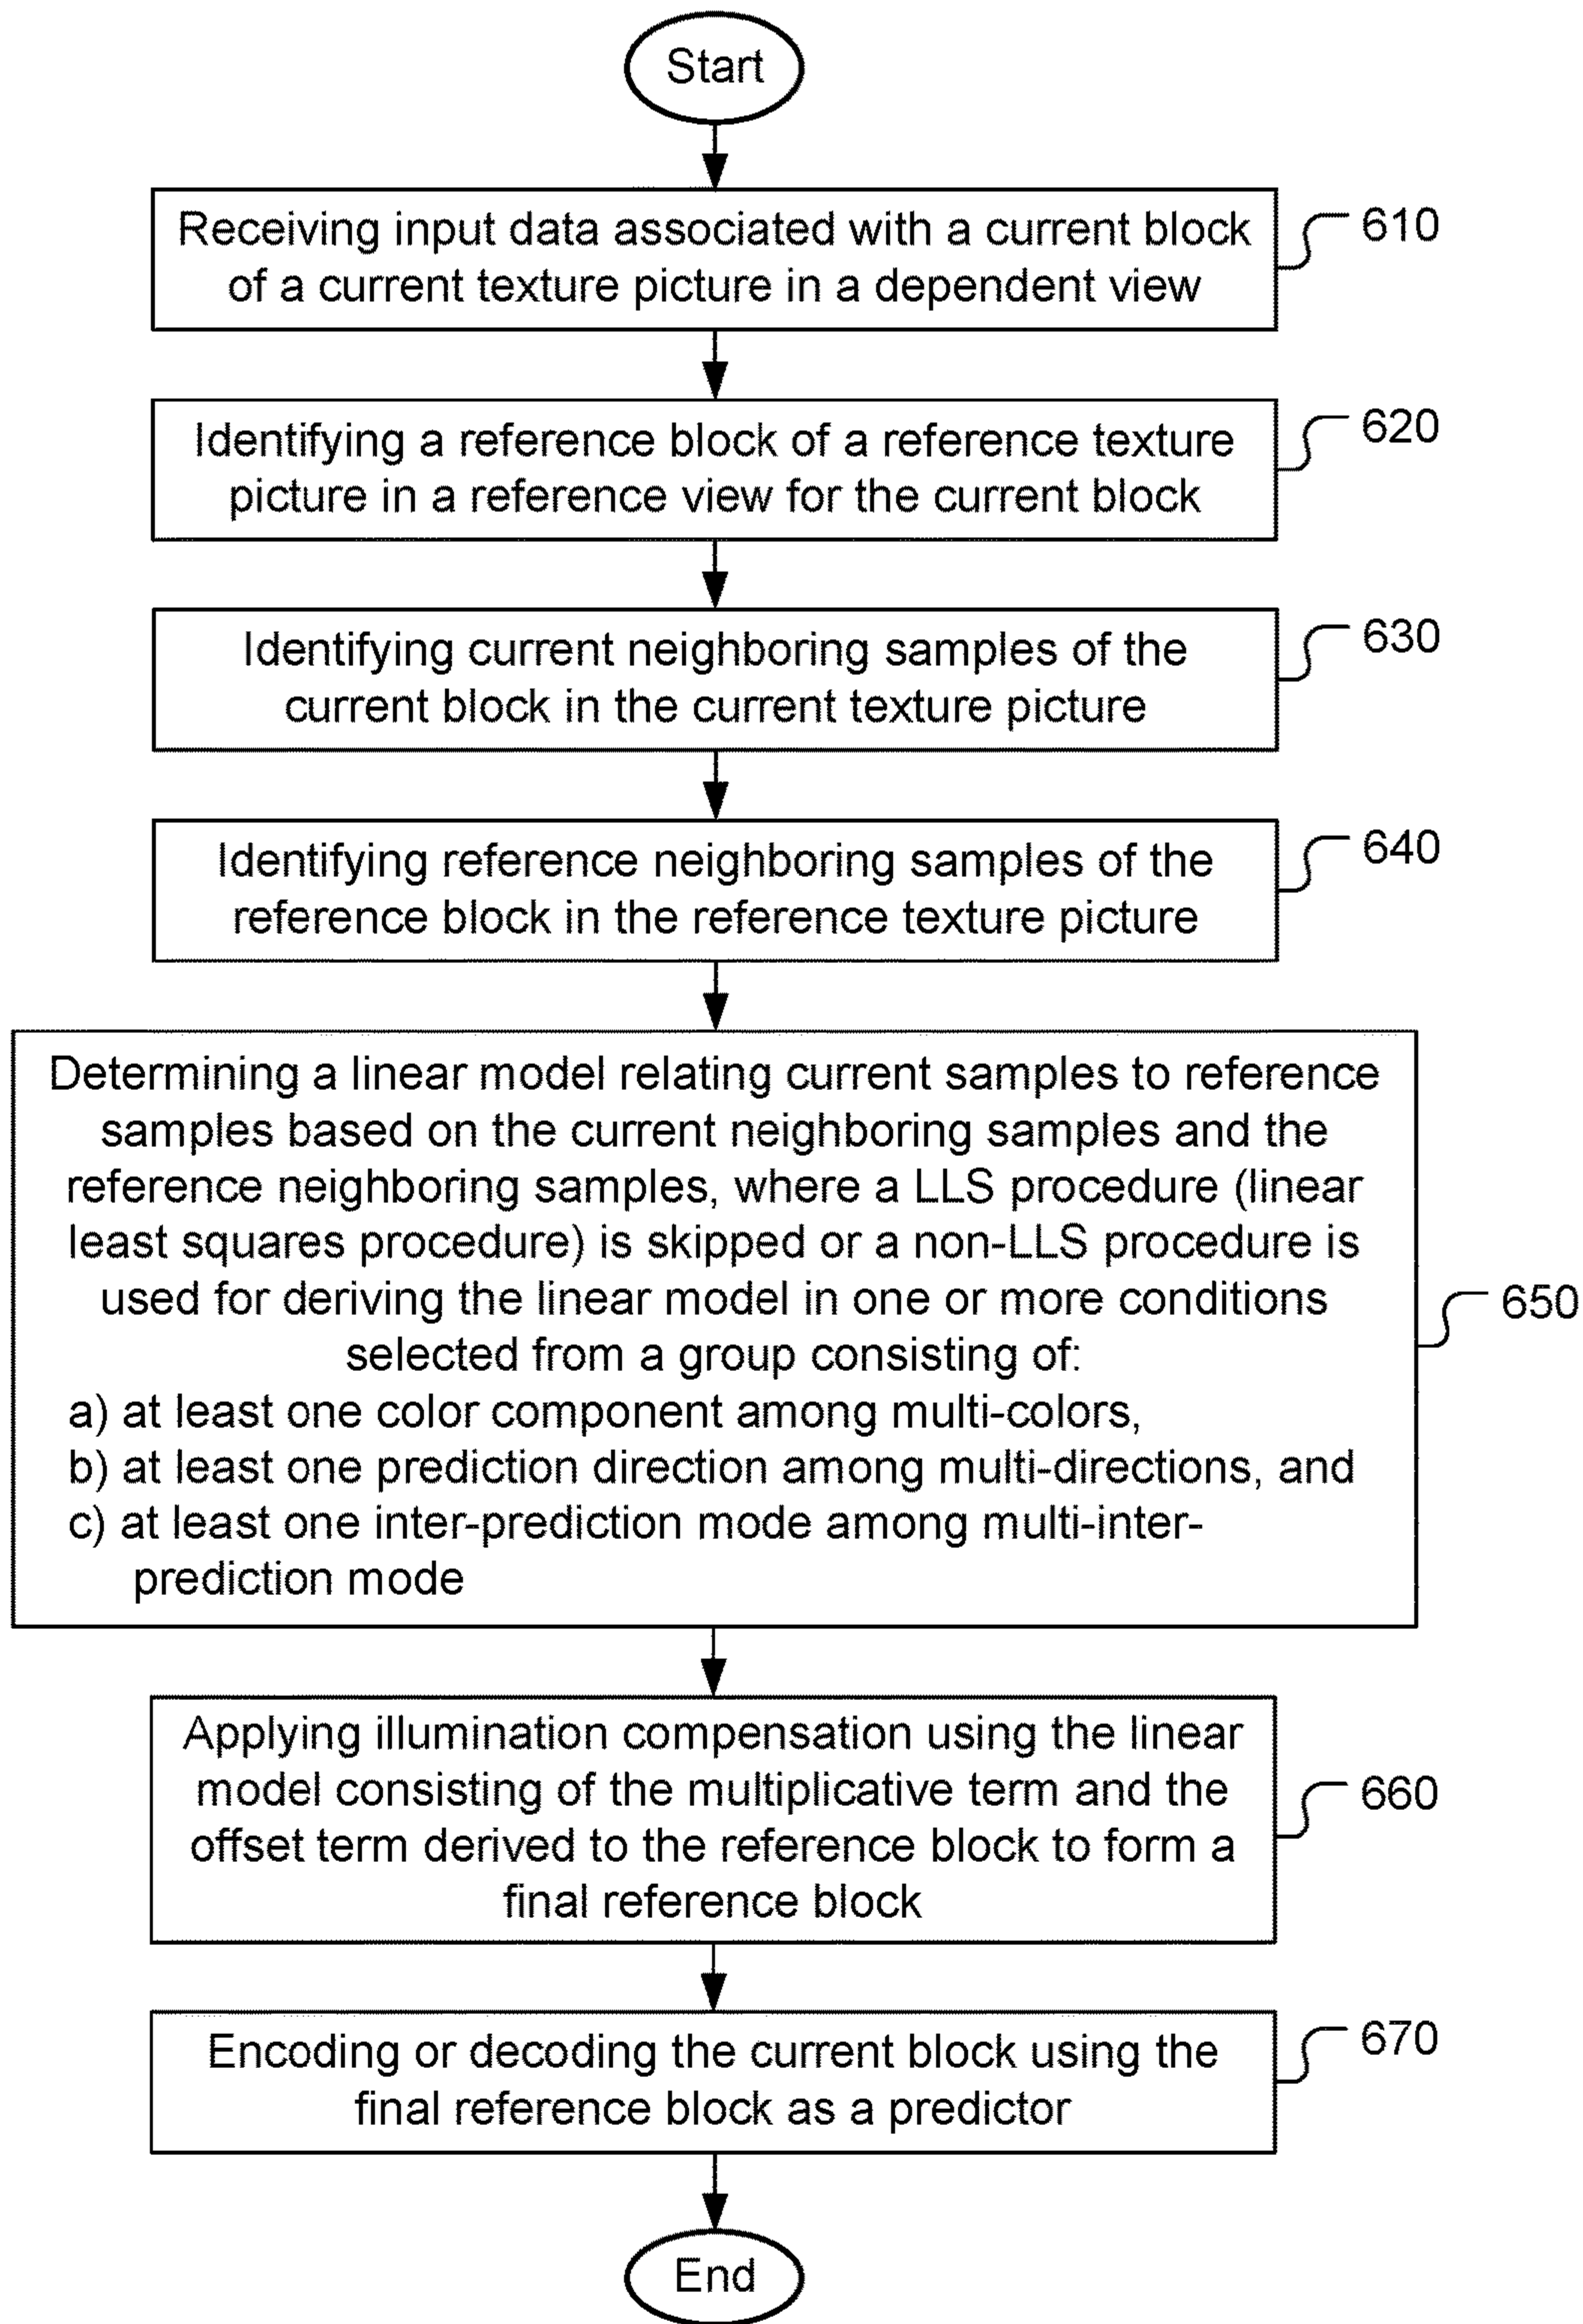 Start
Receiving input data associated with a current block
of a current texture picture in a dependent view
610
Identifying a reference block of a reference texture
picture in a reference view for the current block
620
Identifying current neighboring samples of the
current block in the current texture picture
630
Identifying reference neighboring samples of the
reference block in the reference texture picture
640
Determining a linear model relating current samples to reference
samples based on the current neighboring samples and the
reference neighboring samples, where a LLS procedure (linear
least squares procedure) is skipped or a non-LLS procedure is
used for deriving the linear model in one or more conditions
selected from a group consisting of:
a) at least one color component among multi-colors,
b) at least one prediction direction among multi-directions, and
c) at least one inter-prediction mode among multi-inter-
prediction mode
650
Applying illumination compensation using the linear
model consisting of the multiplicative term and the
offset term derived to the reference block to form a
final reference block
660
Encoding or decoding the current block using the
final reference block as a predictor
670
End